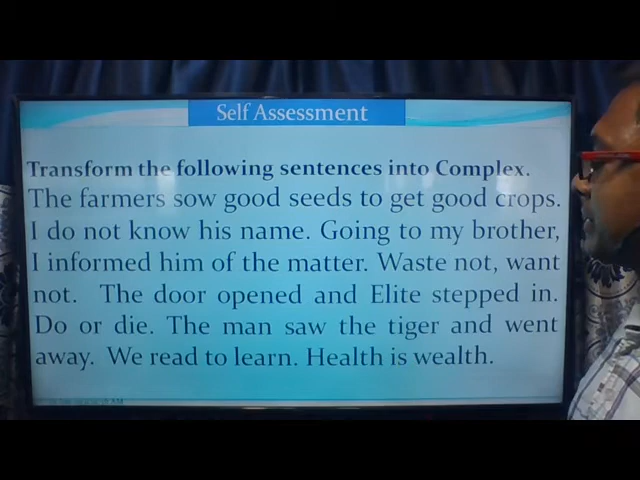 Self Assessment
Transform the following sentences into Complex.
The farmers sow good seeds to get good crops.
I do not know his name. Going to my brother,
I informed him of the matter. Waste not, want
not. The door opened and Elite stepped in.
Do or die. The man saw the tiger and went
away. We read to learn. Health is wealth.